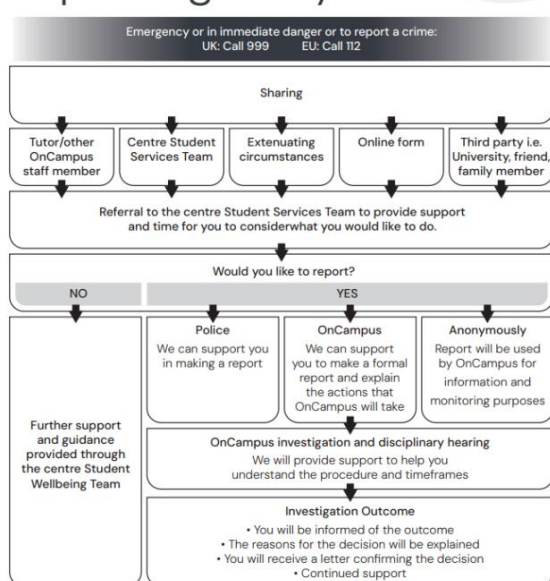 Emergency or in immediate danger or to report a crime:
UK: Call 999 EU: Call 112
Sharing
Tutor/other
OnCampus
staff member
Centre Student
Services Team
Extenuating
circumstances
Online form
Third party i.e.
University, friend,
family member
Referral to the centre Student Services Team to provide support
and time for you to considerwhat you would like to do.
Would you like to report?
NO
YES
Further support
and guidance
provided through
the centre Student
Wellbeing Team
Police
We can support you
in making a report
OnCampus
We can support
you to make a formal
report and explain
the actions that
OnCampus will take
Anonymously
Report will be used
by OnCampus for
information and
monitoring purposes
OnCampus investigation and disciplinary hearing
We will provide support to help you
understand the procedure and timeframes
Investigation Outcome
• You will be informed of the outcome
• The reasons for the decision will be explained
• You will receive a letter confirming the decision
• Continued support